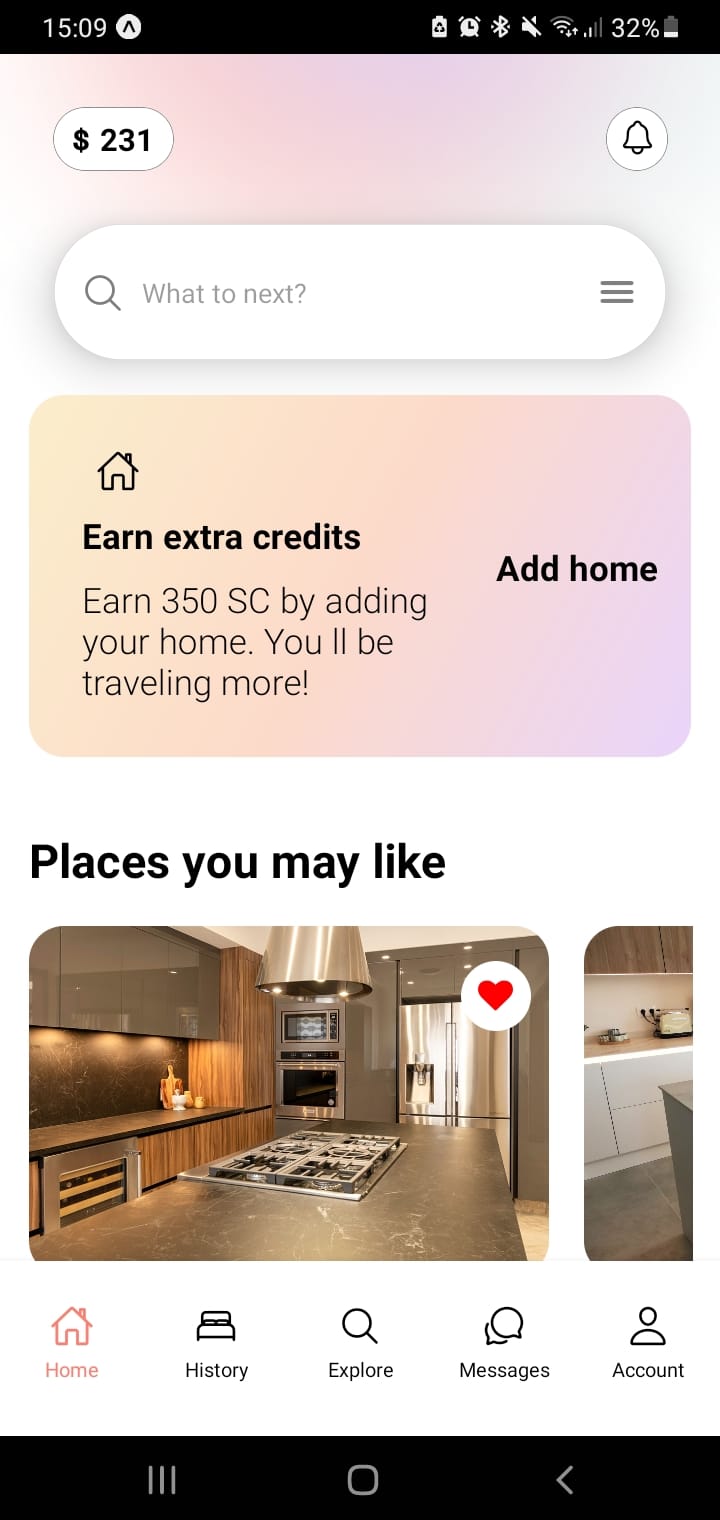 15:09
32%
$ 231
What to next?
Earn extra credits
Add home
Earn 350 SC by adding
your home. You ll be
traveling more!
Places you may like
Home
History
Explore
Messages
Account